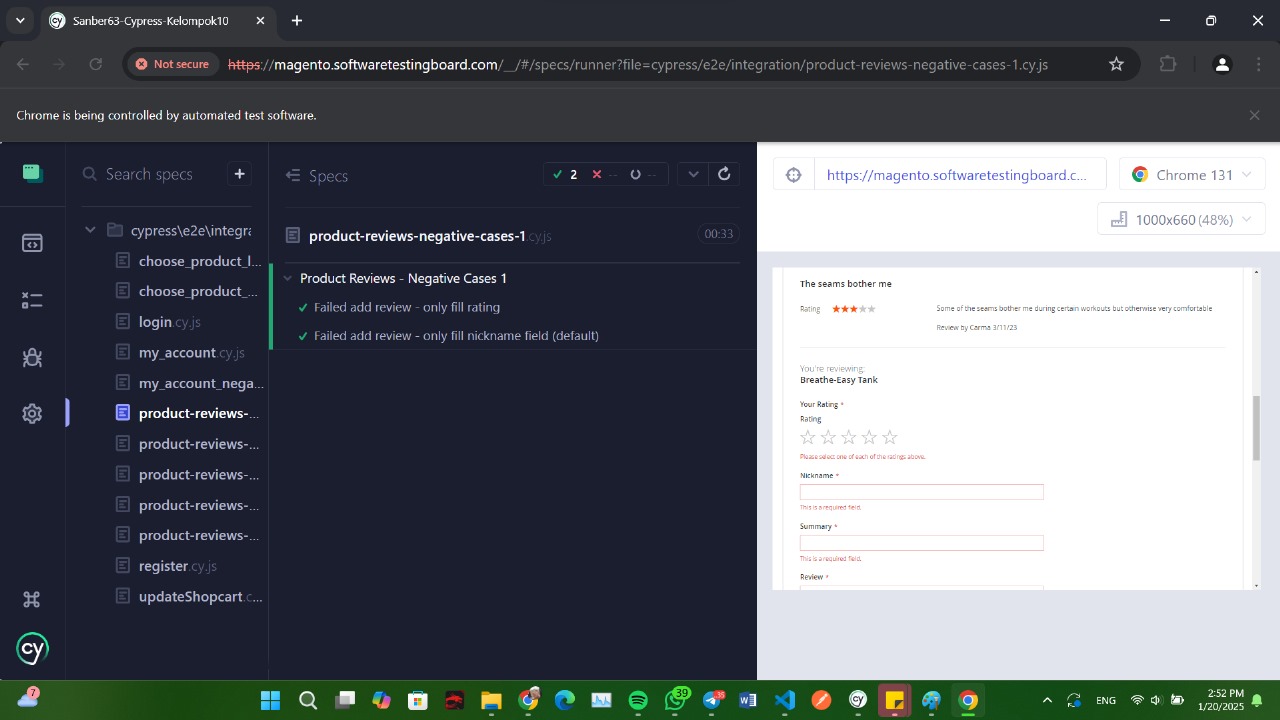 Sanber63-Cypress-Kelompok10
Not secure https://magento.softwaretestingboard.com/__/#/specs/runner?file=cypress/e2e/integration/product-reviews-negative-cases-1.cy.js
Chrome is being controlled by automated test software.
Search specs
cypress\e2e\integra
choose_product_l...
choose_product_...
login.cy.js
my_account.cy.js
my_account_nega...
product-reviews-...
product-reviews-...
product-reviews-...
product-reviews-...
product-reviews-...
register.cy.js
updateShopcart.c...
cy
Specs
2 -- --
product-reviews-negative-cases-1.cy.js 00:33
Product Reviews - Negative Cases 1
Failed add review - only fill rating
Failed add review - only fill nickname field (default)
https://magento.softwaretestingboard.c...
Chrome 131
1000x660 (48%)
The seams bother me
Rating Some of the seams bother me during certain workouts but otherwise very comfortable
Review by Carma 3/11/23
You're reviewing:
Breathe-Easy Tank
Your Rating *
Rating
Please select one of each of the ratings above.
Nickname *
This is a required field.
Summary *
This is a required field.
Review *
7
39
35
ENG
2:52 PM
1/20/2025